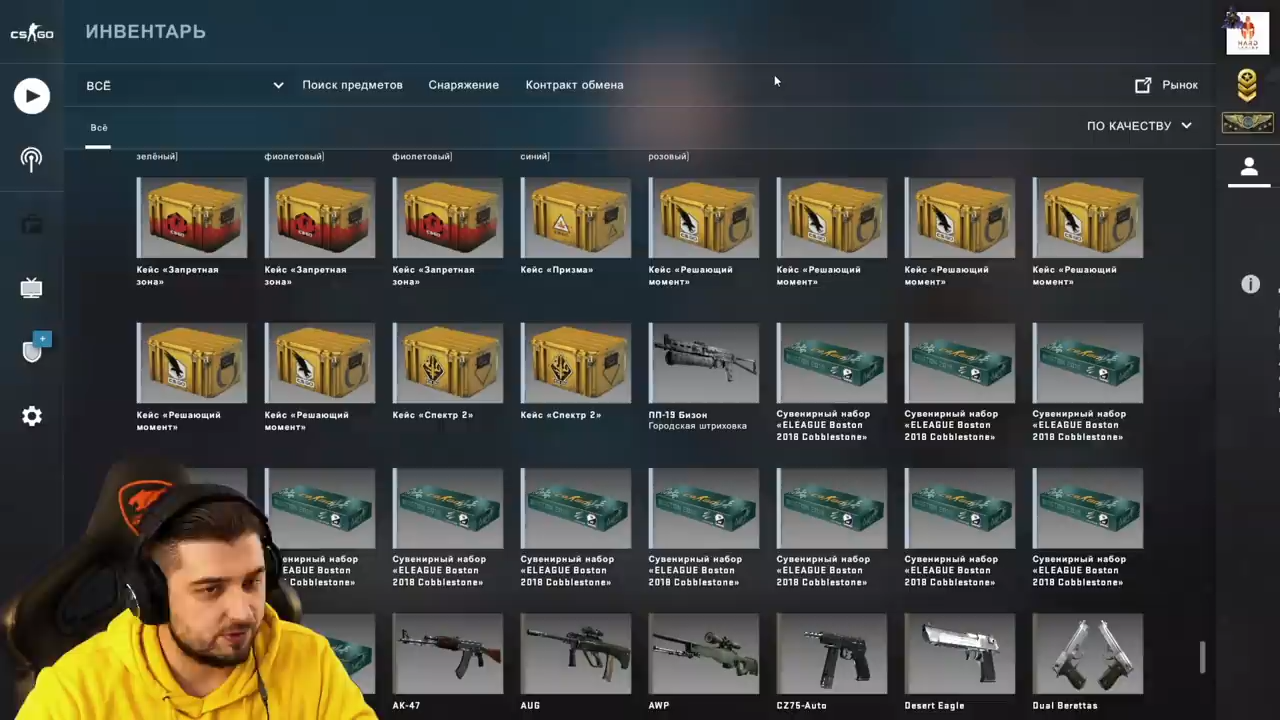 CS:GO
ИНВЕНТАРЬ
ВСЁ
Поиск предметов
Снаряжение
Контракт обмена
Рынок
Всё
ПО КАЧЕСТВУ
зелёный]
фиолетовый]
фиолетовый]
синий]
розовый]
Кейс «Запретная
зона»
Кейс «Запретная
зона»
Кейс «Запретная
зона»
Кейс «Призма»
Кейс «Решающий
момент»
Кейс «Решающий
момент»
Кейс «Решающий
момент»
Кейс «Решающий
момент»
Кейс «Решающий
момент»
Кейс «Решающий
момент»
Кейс «Спектр 2»
Кейс «Спектр 2»
ПП-19 Бизон
Городская штриховка
Сувенирный набор
«ELEAGUE Boston
2018 Cobblestone»
Сувенирный набор
«ELEAGUE Boston
2018 Cobblestone»
Сувенирный набор
«ELEAGUE Boston
2018 Cobblestone»
енирный набор
EAGUE Boston
Cobblestone»
Сувенирный набор
«ELEAGUE Boston
2018 Cobblestone»
Сувенирный набор
«ELEAGUE Boston
2018 Cobblestone»
Сувенирный набор
«ELEAGUE Boston
2018 Cobblestone»
Сувенирный набор
«ELEAGUE Boston
2018 Cobblestone»
Сувенирный набор
«ELEAGUE Boston
2018 Cobblestone»
Сувенирный набор
«ELEAGUE Boston
2018 Cobblestone»
AK-47
AUG
AWP
CZ75-Auto
Desert Eagle
Dual Berettas